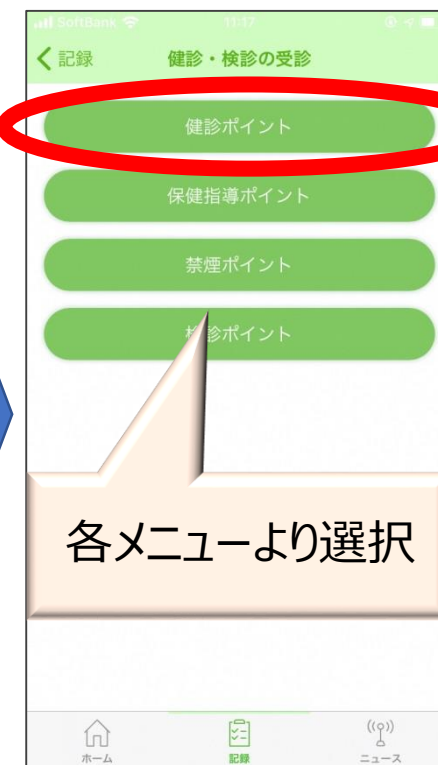 SoftBank 11:17
記録 健診・検診の受診
健診ポイント
保健指導ポイント
禁煙ポイント
診ポイント
各メニューより選択
ホーム 記録 ニュース